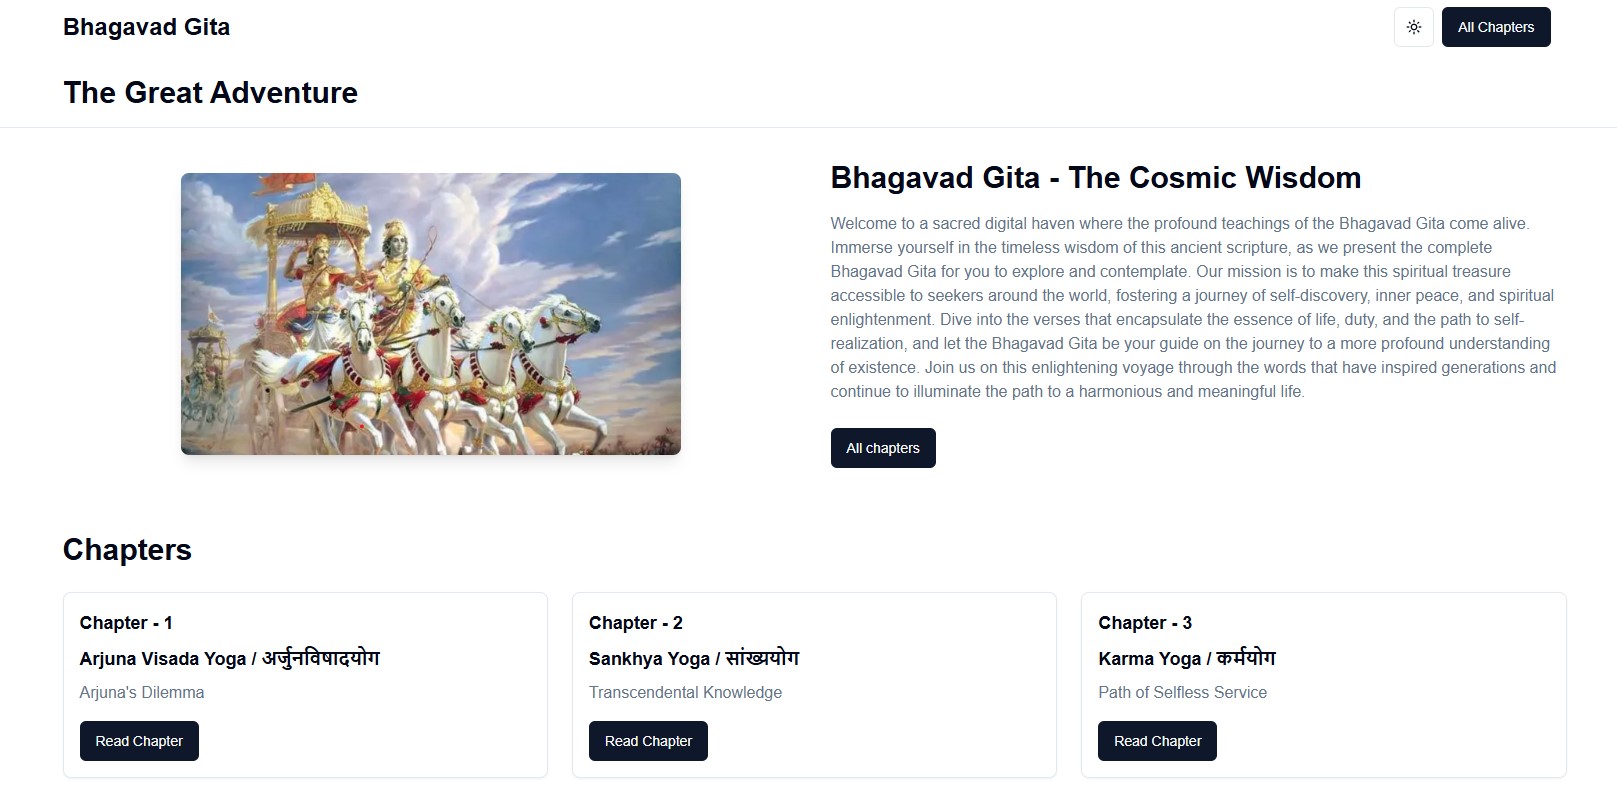 Bhagavad Gita
All Chapters
The Great Adventure
Bhagavad Gita - The Cosmic Wisdom
Welcome to a sacred digital haven where the profound teachings of the Bhagavad Gita come alive.
Immerse yourself in the timeless wisdom of this ancient scripture, as we present the complete
Bhagavad Gita for you to explore and contemplate. Our mission is to make this spiritual treasure
accessible to seekers around the world, fostering a journey of self-discovery, inner peace, and spiritual
enlightenment. Dive into the verses that encapsulate the essence of life, duty, and the path to self-
realization, and let the Bhagavad Gita be your guide on the journey to a more profound understanding
of existence. Join us on this enlightening voyage through the words that have inspired generations and
continue to illuminate the path to a harmonious and meaningful life.
All chapters
Chapters
Chapter - 1
Arjuna Visada Yoga / अर्जुनविषादयोग
Arjuna's Dilemma
Read Chapter
Chapter - 2
Sankhya Yoga / सांख्ययोग
Transcendental Knowledge
Read Chapter
Chapter - 3
Karma Yoga / कर्मयोग
Path of Selfless Service
Read Chapter